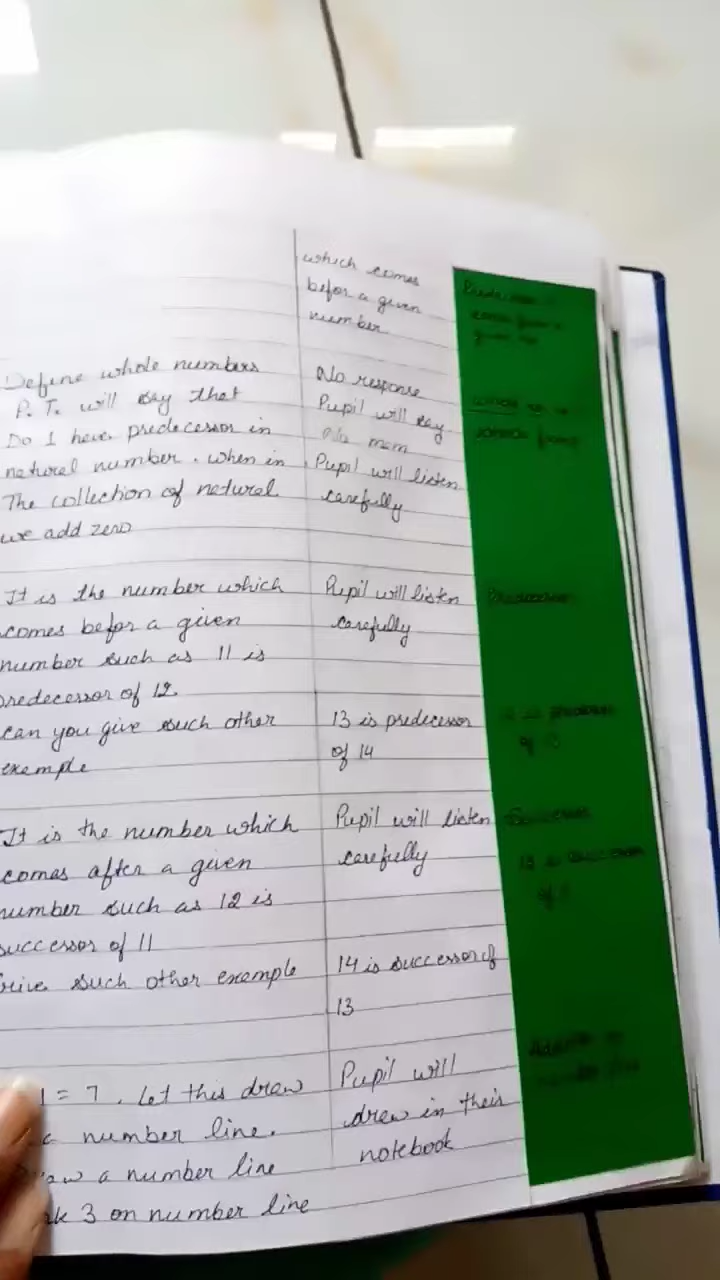 which comes
befor a given
number
Define whole numbers
P. T. will say that
Do I have predecessor in
natural number. when in
The collection of natural
we add zero
No response
Pupil will say
No mam
Pupil will listen
carefully
It is the number which
comes befor a given
number such as 11 is
predecessor of 12.
can you give such other
exemple
Pupil will listen
carefully
13 is predecessor
of 14
It is the number which
comes after a given
number such as 12 is
successor of 11
Give such other example
Pupil will listen
carefully
14 is successor of
13
1 = 7. Let this draw
number line.
a number line
3 on number line
Pupil will
draw in their
notebook
Predecessor
of
Successor
of